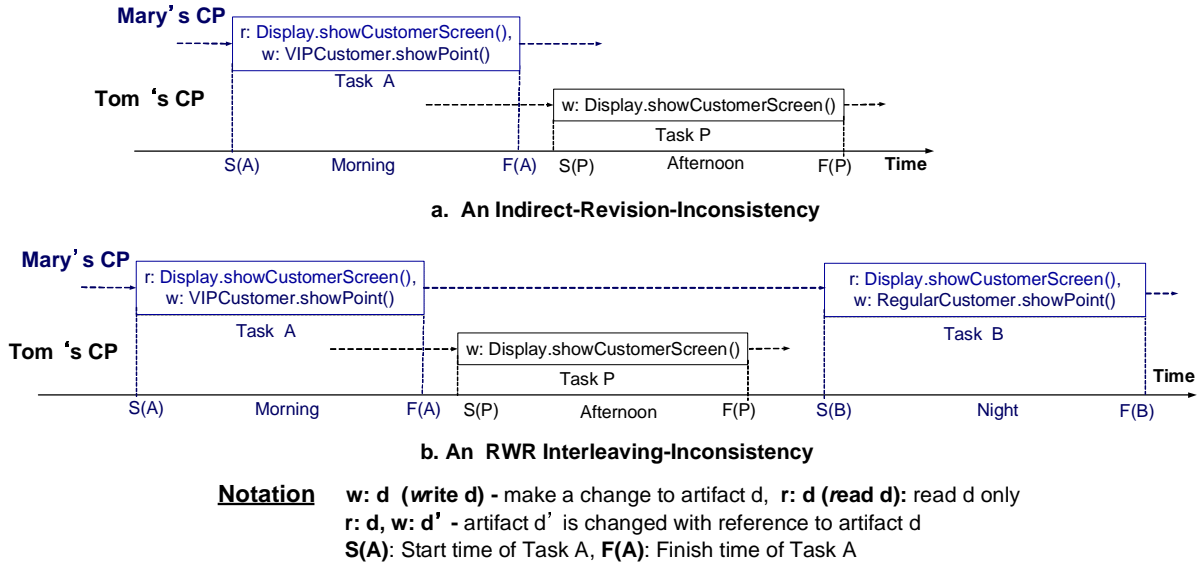 Mary’s CP
r: Display.showCustomerScreen(),
w: VIPCustomer.showPoint()
Task A
Tom ‘s CP
w: Display.showCustomerScreen()
Task P
S(A) Morning F(A) S(P) Afternoon F(P) Time
a. An Indirect-Revision-Inconsistency
Mary’s CP
r: Display.showCustomerScreen(),
w: VIPCustomer.showPoint()
Task A
r: Display.showCustomerScreen(),
w: RegularCustomer.showPoint()
Task B
Tom ‘s CP
w: Display.showCustomerScreen()
Task P
Time
S(A) Morning F(A) S(P) Afternoon F(P) S(B) Night F(B)
b. An RWR Interleaving-Inconsistency
Notation w: d (write d) - make a change to artifact d, r: d (read d): read d only
r: d, w: d’ - artifact d’ is changed with reference to artifact d
S(A): Start time of Task A, F(A): Finish time of Task A